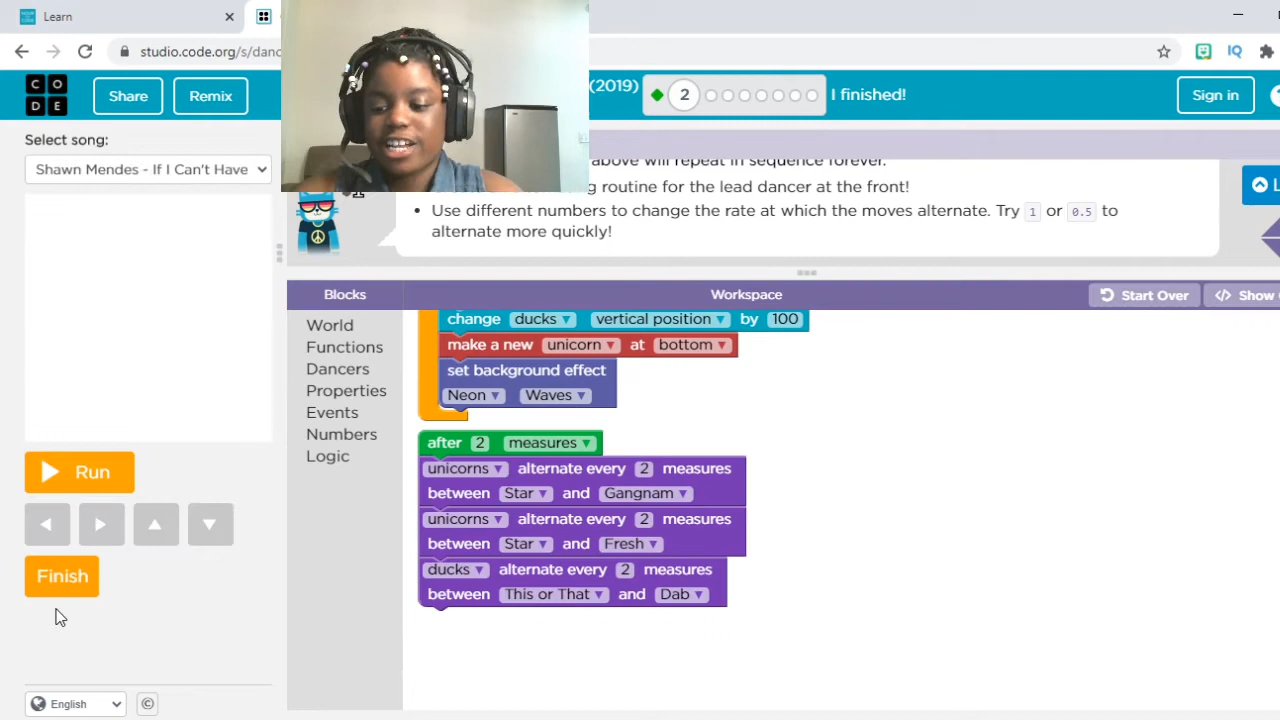 Learn
studio.code.org/s/danc
IQ
C O
D E
Share
Remix
(2019)
2
I finished!
Sign in
Select song:
Shawn Mendes - If I Can't Have
above will repeat in sequence forever.
routine for the lead dancer at the front!
Use different numbers to change the rate at which the moves alternate. Try 1 or 0.5 to
alternate more quickly!
Blocks
Workspace
Start Over
Show
World
Functions
Dancers
Properties
Events
Numbers
Logic
change ducks vertical position by 100
make a new unicorn at bottom
set background effect
Neon Waves
after 2 measures
unicorns alternate every 2 measures
between Star and Gangnam
unicorns alternate every 2 measures
between Star and Fresh
ducks alternate every 2 measures
between This or That and Dab
Run
Finish
English
©